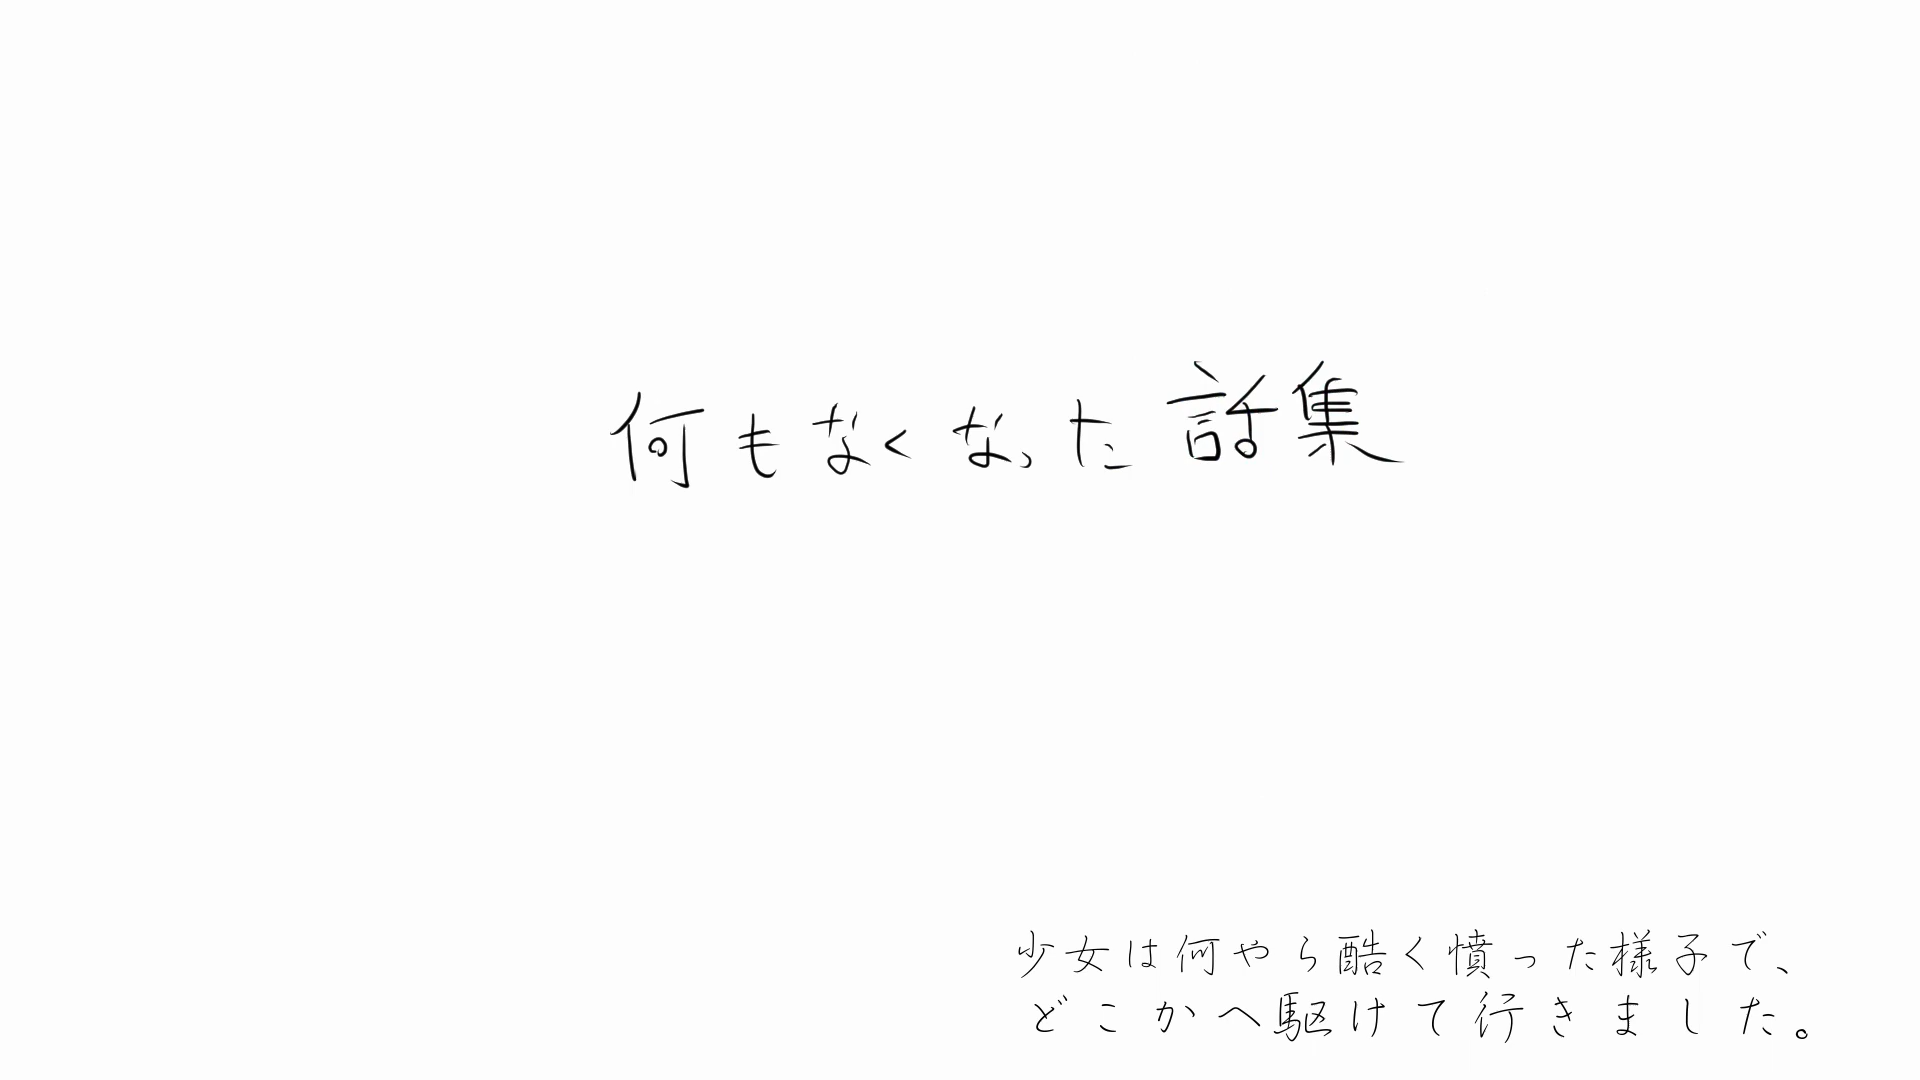 何もなくなった話集
少女は何やら酷く憤った様子で、
どこかへ駆けて行きました。